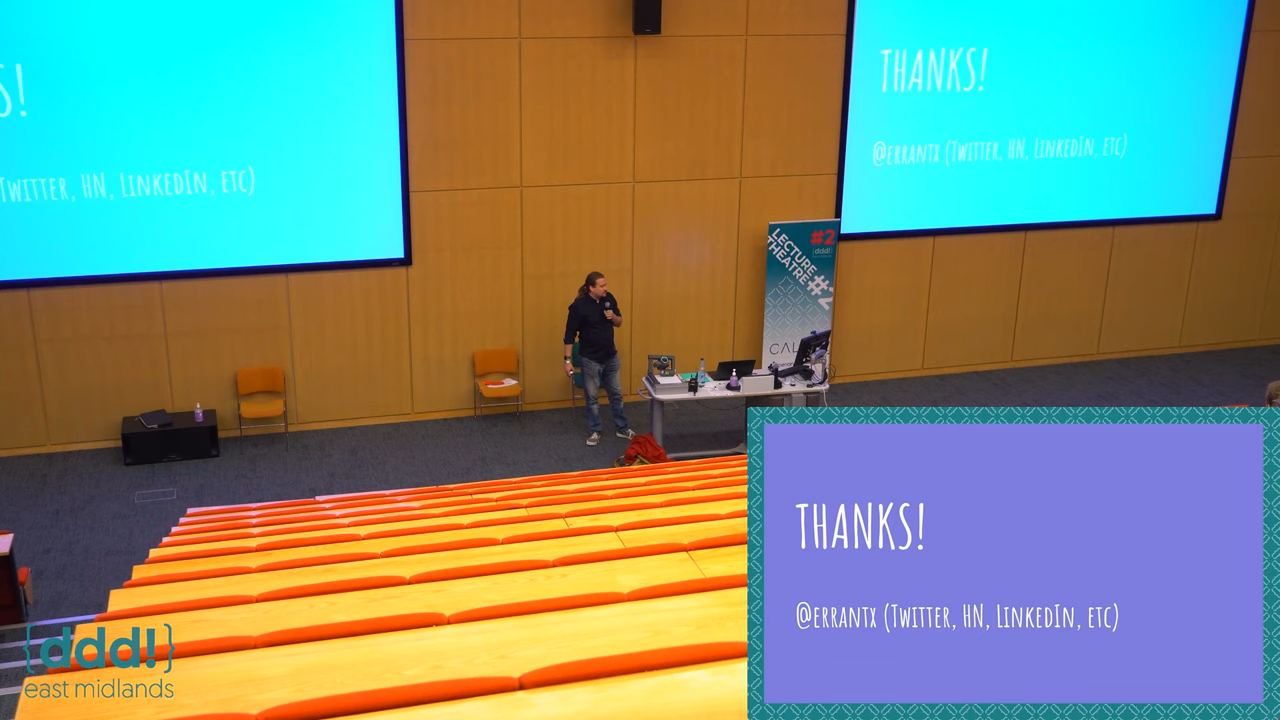 S!
Twitter, HN, LinkedIn, etc)
THANKS!
@errantx (Twitter, HN, LinkedIn, etc)
LECTURE
THEATRE
#2
#2
{ddd!}
CAL
THANKS!
@errantx (Twitter, HN, LinkedIn, etc)
{ddd!}
east midlands